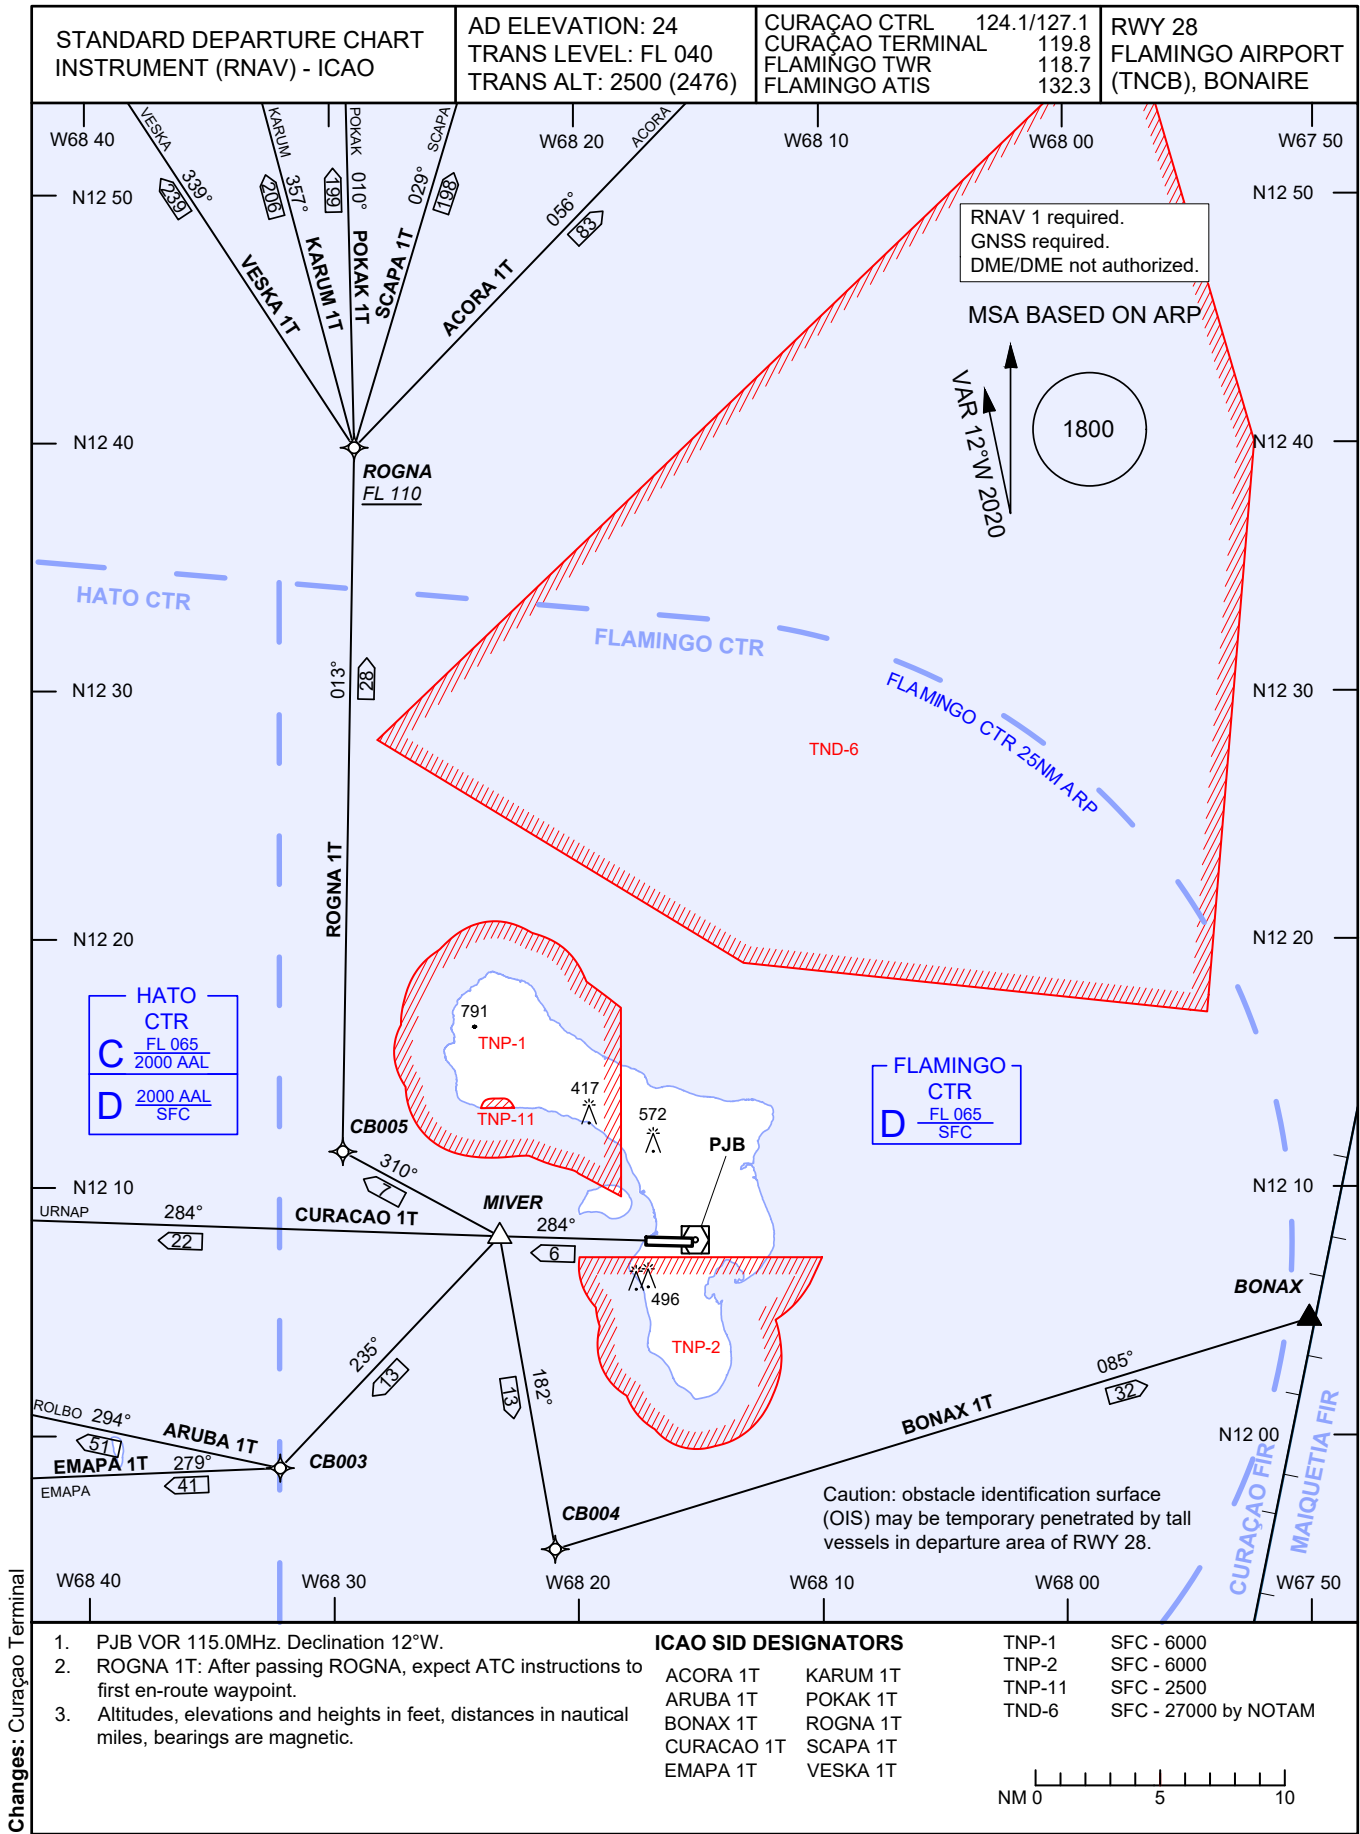 STANDARD DEPARTURE CHART
INSTRUMENT (RNAV) - ICAO
AD ELEVATION: 24
TRANS LEVEL: FL 040
TRANS ALT: 2500 (2476)
CURAÇAO CTRL 124.1/127.1
CURAÇAO TERMINAL 119.8
FLAMINGO TWR 118.7
FLAMINGO ATIS 132.3
RWY 28
FLAMINGO AIRPORT
(TNCB), BONAIRE
VESKA
KARUM
POKAK
SCAPA
ACORA
W68 40
W68 20
W68 10
W68 00
W67 50
339°
239
357°
206
010°
199
029°
198
056°
83
N12 50
N12 50
VESKA 1T
KARUM 1T
POKAK 1T
SCAPA 1T
ACORA 1T
RNAV 1 required.
GNSS required.
DME/DME not authorized.
MSA BASED ON ARP
VAR 12°W 2020
1800
N12 40
N12 40
ROGNA
FL 110
HATO CTR
FLAMINGO CTR
FLAMINGO CTR 25NM ARP
013°
28
N12 30
N12 30
TND-6
ROGNA 1T
N12 20
N12 20
HATO
CTR
C FL 065
2000 AAL
D 2000 AAL
SFC
791
TNP-1
417
TNP-11
572
PJB
FLAMINGO
CTR
D FL 065
SFC
CB005
310°
7
N12 10
N12 10
MIVER
URNAP
284°
22
CURACAO 1T
284°
6
496
TNP-2
BONAX
235°
13
182°
13
085°
32
BONAX 1T
ROLBO
294°
51
ARUBA 1T
EMAPA 1T
279°
41
EMAPA
CB003
N12 00
CB004
Caution: obstacle identification surface
(OIS) may be temporary penetrated by tall
vessels in departure area of RWY 28.
CURAÇAO FIR
MAIQUETIA FIR
W68 40
W68 30
W68 20
W68 10
W68 00
W67 50
Changes: Curaçao Terminal
1. PJB VOR 115.0MHz. Declination 12°W.
2. ROGNA 1T: After passing ROGNA, expect ATC instructions to
first en-route waypoint.
3. Altitudes, elevations and heights in feet, distances in nautical
miles, bearings are magnetic.
ICAO SID DESIGNATORS
ACORA 1T KARUM 1T
ARUBA 1T POKAK 1T
BONAX 1T ROGNA 1T
CURACAO 1T SCAPA 1T
EMAPA 1T VESKA 1T
TNP-1 SFC - 6000
TNP-2 SFC - 6000
TNP-11 SFC - 2500
TND-6 SFC - 27000 by NOTAM
NM 0 5 10